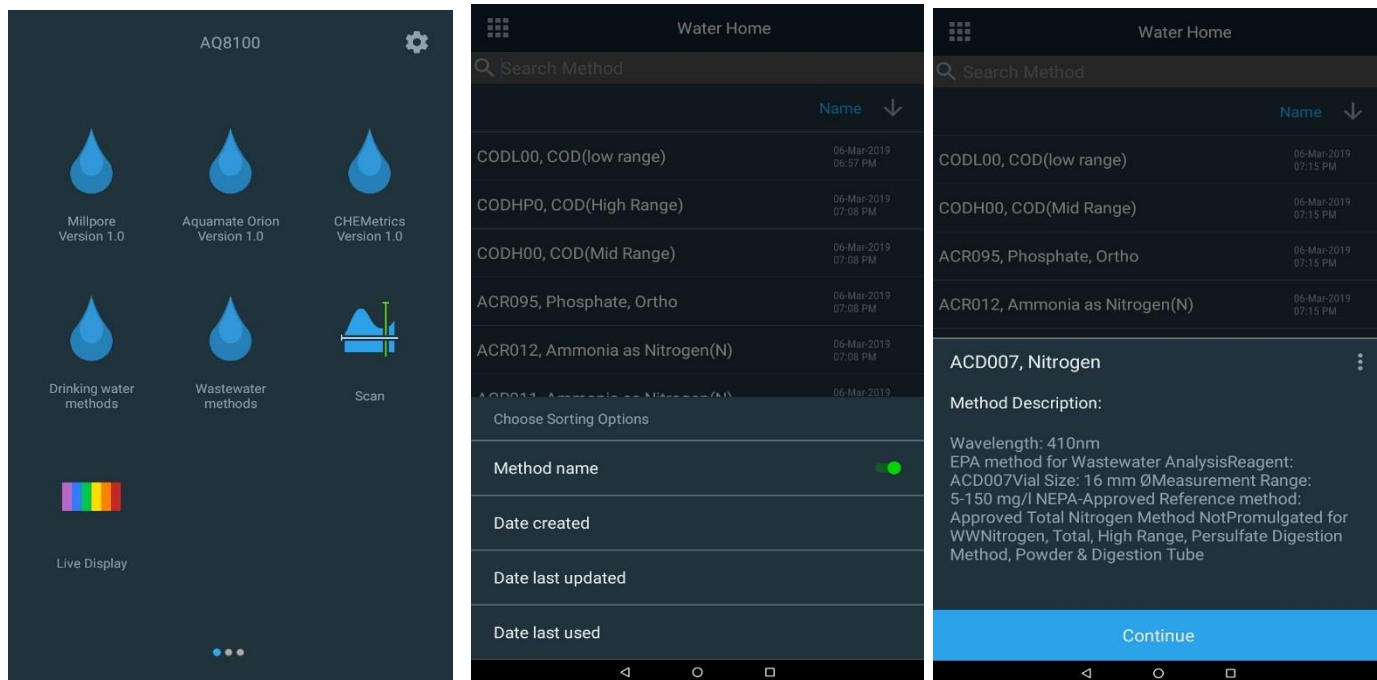 AQ8100
Millpore
Version 1.0
Aquamate Orion
Version 1.0
CHEMetrics
Version 1.0
Drinking water
methods
Wastewater
methods
Scan
Live Display
Water Home
Search Method
Name
CODL00, COD(low range)
06-Mar-2019
06:57 PM
CODHP0, COD(High Range)
06-Mar-2019
07:08 PM
CODH00, COD(Mid Range)
06-Mar-2019
07:08 PM
ACR095, Phosphate, Ortho
06-Mar-2019
07:08 PM
ACR012, Ammonia as Nitrogen(N)
06-Mar-2019
07:08 PM
ACR011, Ammonia as Nitrogen(N)
06-Mar-2019
Choose Sorting Options
Method name
Date created
Date last updated
Date last used
Water Home
Search Method
Name
CODL00, COD(low range)
06-Mar-2019
07:15 PM
CODH00, COD(Mid Range)
06-Mar-2019
07:15 PM
ACR095, Phosphate, Ortho
06-Mar-2019
07:15 PM
ACR012, Ammonia as Nitrogen(N)
06-Mar-2019
07:15 PM
ACD007, Nitrogen
Method Description:
Wavelength: 410nm
EPA method for Wastewater AnalysisReagent:
ACD007Vial Size: 16 mm ØMeasurement Range:
5-150 mg/l NEPA-Approved Reference method:
Approved Total Nitrogen Method NotPromulgated for
WWNitrogen, Total, High Range, Persulfate Digestion
Method, Powder & Digestion Tube
Continue